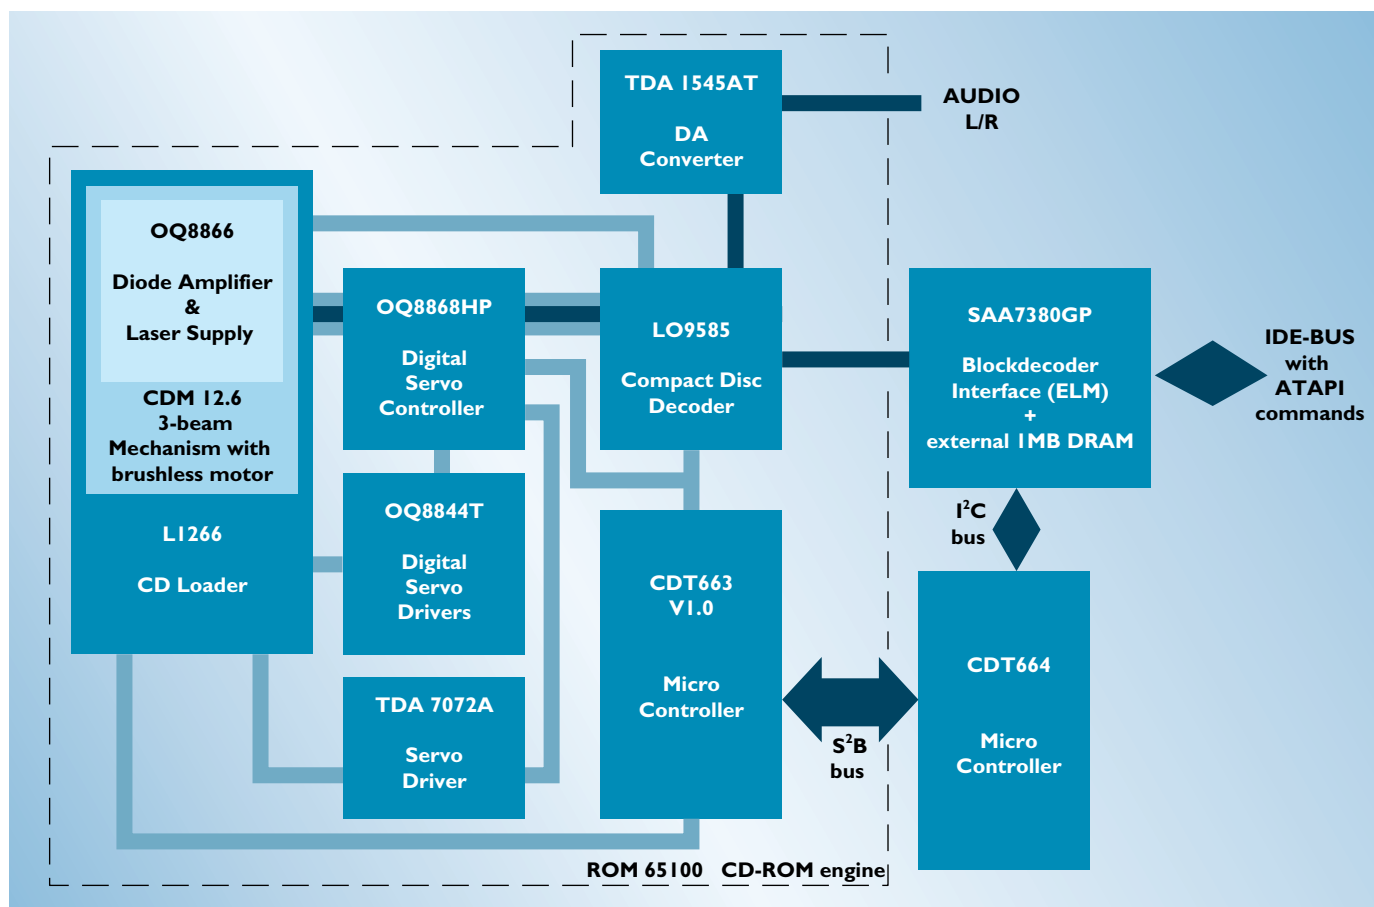 TDA 1545AT
DA
Converter
AUDIO
L/R
OQ8866
Diode Amplifier
&
Laser Supply
CDM 12.6
3-beam
Mechanism with
brushless motor
L1266
CD Loader
OQ8868HP
Digital
Servo
Controller
LO9585
Compact Disc
Decoder
SAA7380GP
Blockdecoder
Interface (ELM)
+
external 1MB DRAM
IDE-BUS
with
ATAPI
commands
I²C
bus
OQ8844T
Digital
Servo
Drivers
CDT663
V1.0
Micro
Controller
CDT664
Micro
Controller
S²B
bus
TDA 7072A
Servo
Driver
ROM 65100 CD-ROM engine